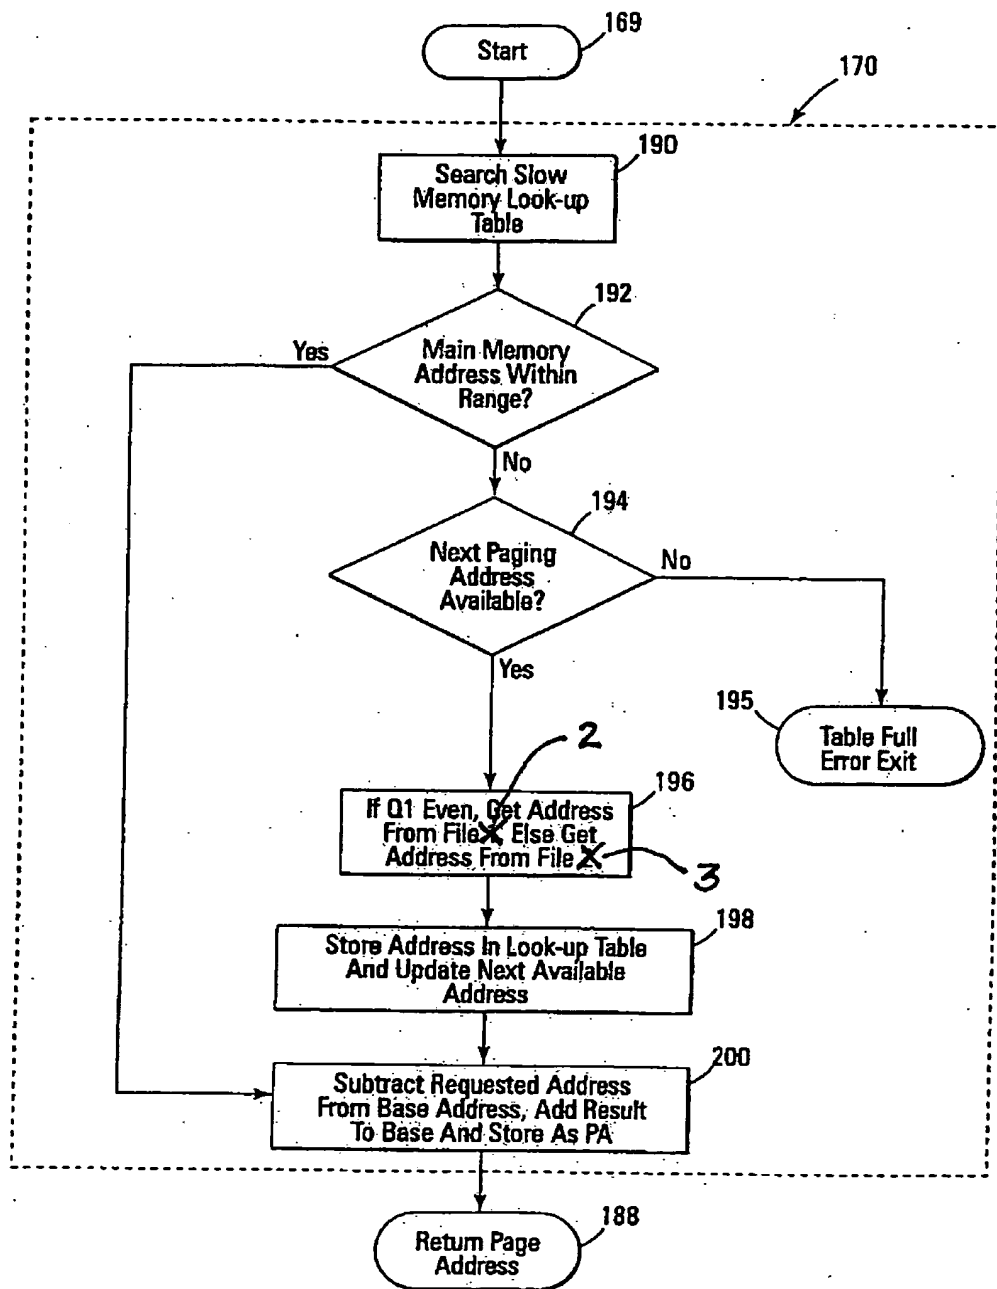 169
Start
170
190
Search Slow
Memory Look-up
Table
192
Yes
Main Memory
Address Within
Range?
No
194
Next Paging
Address
Available?
No
Yes
195
Table Full
Error Exit
2
196
If Q1 Even, Get Address
From File Else Get
Address From File
3
198
Store Address In Look-up Table
And Update Next Available
Address
200
Subtract Requested Address
From Base Address, Add Result
To Base And Store As PA
188
Return Page
Address